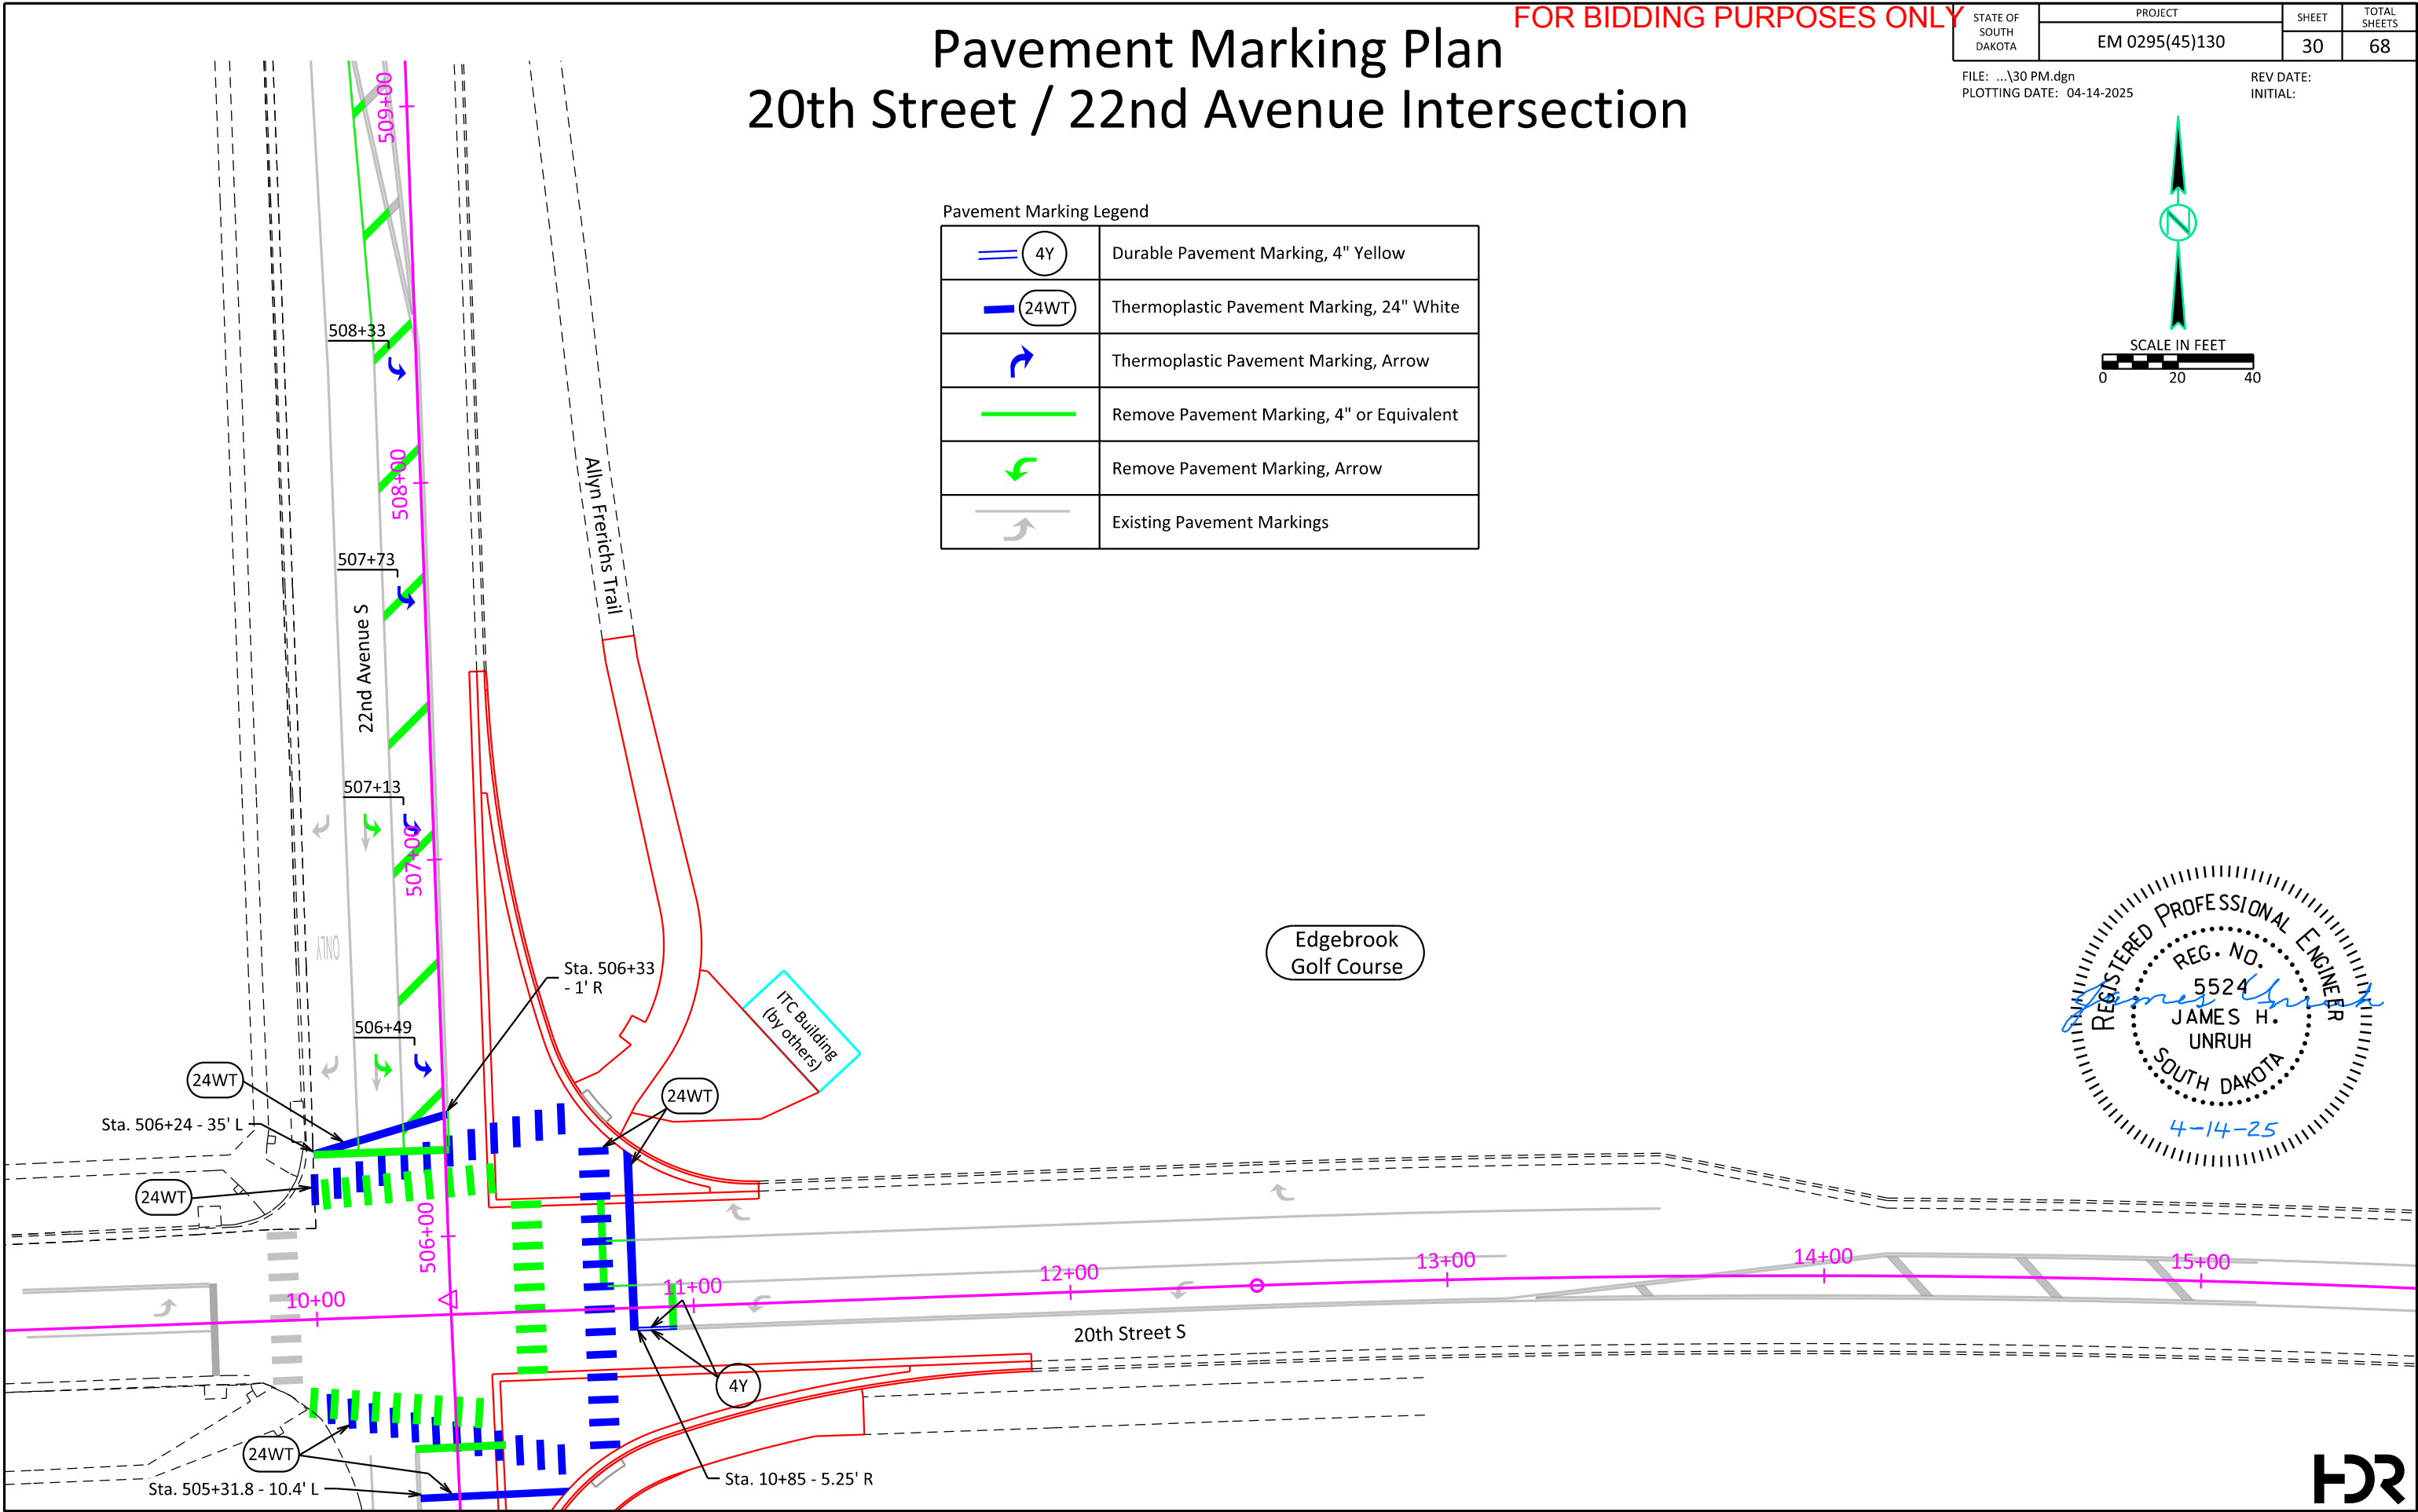 FOR BIDDING PURPOSES ONLY
STATE OF
SOUTH
DAKOTA
PROJECT
EM 0295(45)130
SHEET
30
TOTAL
SHEETS
68
FILE: ...\30 PM.dgn
PLOTTING DATE: 04-14-2025
REV DATE:
INITIAL:
Pavement Marking Plan
20th Street / 22nd Avenue Intersection
Pavement Marking Legend
4Y
Durable Pavement Marking, 4" Yellow
24WT
Thermoplastic Pavement Marking, 24" White
Thermoplastic Pavement Marking, Arrow
Remove Pavement Marking, 4" or Equivalent
Remove Pavement Marking, Arrow
Existing Pavement Markings
N
SCALE IN FEET
0 20 40
509+00
508+33
508+00
507+73
22nd Avenue S
Allyn Frerichs Trail
507+13
507+00
ONLY
506+49
Sta. 506+33
- 1' R
ITC Building
(by others)
Edgebrook
Golf Course
24WT
Sta. 506+24 - 35' L
24WT
24WT
506+00
10+00
11+00
12+00
13+00
14+00
15+00
20th Street S
4Y
24WT
Sta. 505+31.8 - 10.4' L
Sta. 10+85 - 5.25' R
REGISTERED PROFESSIONAL ENGINEER
REG. NO.
5524
James Unruh
JAMES H.
UNRUH
SOUTH DAKOTA
4-14-25
HDR